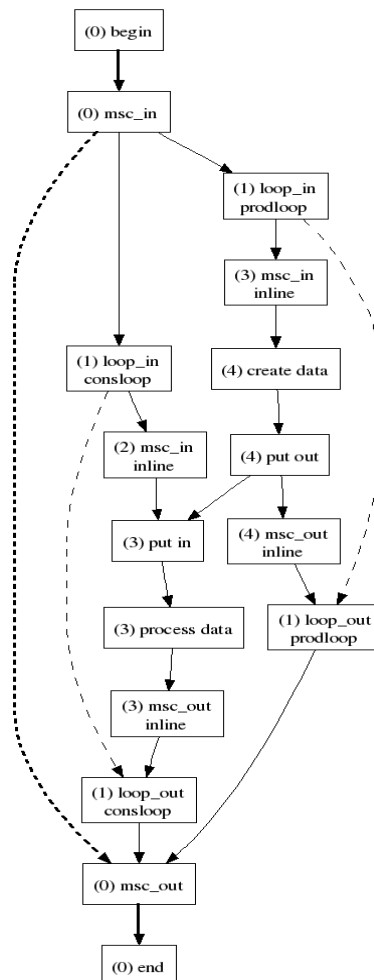 (0) begin
(0) msc_in
(1) loop_in
prodloop
(3) msc_in
inline
(1) loop_in
consloop
(4) create data
(2) msc_in
inline
(4) put out
(3) put in
(4) msc_out
inline
(3) process data
(1) loop_out
prodloop
(3) msc_out
inline
(1) loop_out
consloop
(0) msc_out
(0) end